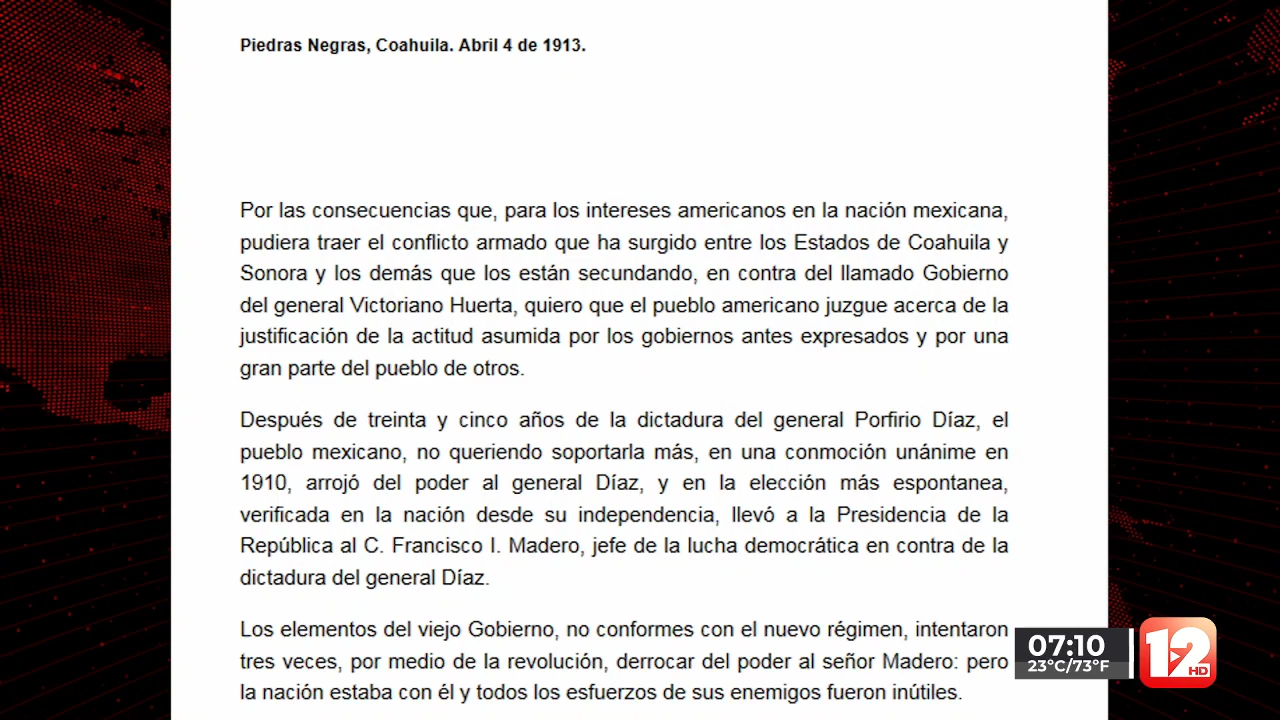 Piedras Negras, Coahuila. Abril 4 de 1913.
Por las consecuencias que, para los intereses americanos en la nación mexicana,
pudiera traer el conflicto armado que ha surgido entre los Estados de Coahuila y
Sonora y los demás que los están secundando, en contra del llamado Gobierno
del general Victoriano Huerta, quiero que el pueblo americano juzgue acerca de la
justificación de la actitud asumida por los gobiernos antes expresados y por una
gran parte del pueblo de otros.
Después de treinta y cinco años de la dictadura del general Porfirio Díaz, el
pueblo mexicano, no queriendo soportarla más, en una conmoción unánime en
1910, arrojó del poder al general Díaz, y en la elección más espontanea,
verificada en la nación desde su independencia, llevó a la Presidencia de la
República al C. Francisco I. Madero, jefe de la lucha democrática en contra de la
dictadura del general Díaz.
Los elementos del viejo Gobierno, no conformes con el nuevo régimen, intentaron
tres veces, por medio de la revolución, derrocar del poder al señor Madero: pero
la nación estaba con él y todos los esfuerzos de sus enemigos fueron inútiles.
07:10
23°C/73°F
12
HD